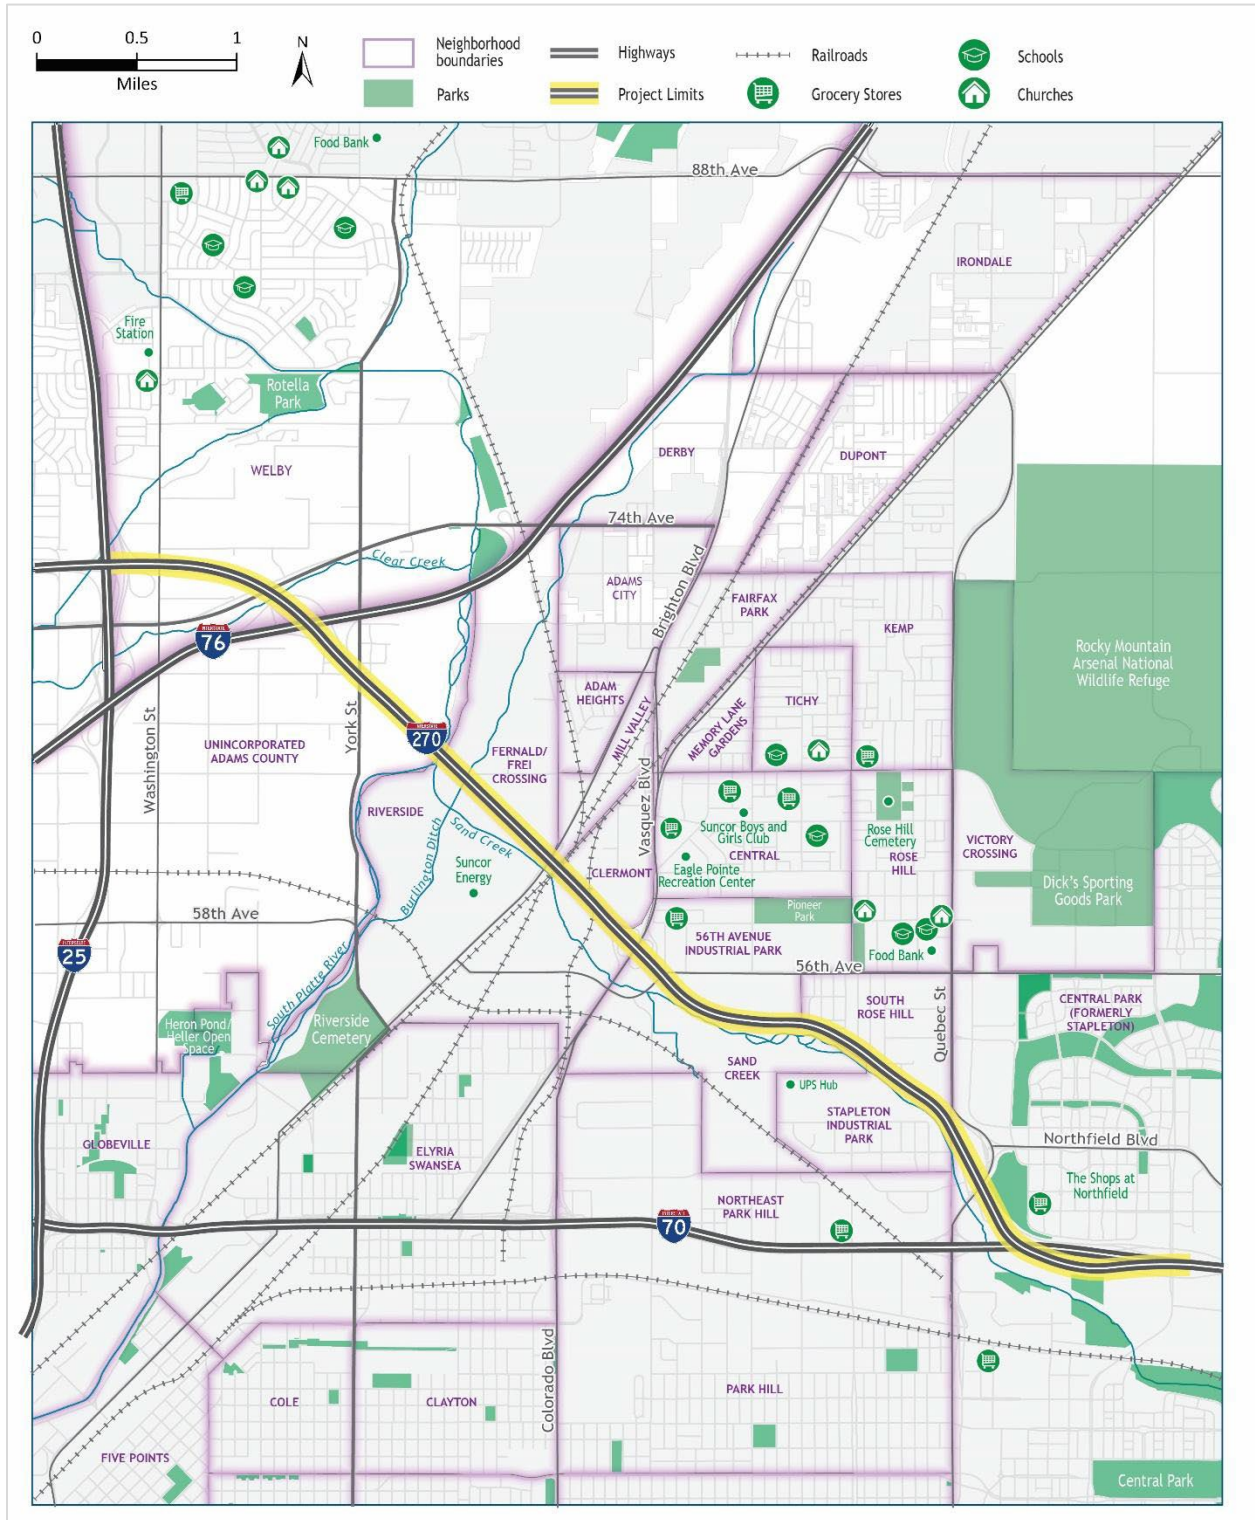 0 0.5 1
Miles
N
Neighborhood
boundaries
Parks
Highways
Project Limits
Railroads
Grocery Stores
Schools
Churches
Food Bank
88th Ave
IRONDALE
Fire
Station
Rotella
Park
WELBY
DERBY
DUPONT
74th Ave
Clear Creek
ADAMS
CITY
Brighton Blvd
FAIRFAX
PARK
KEMP
Rocky Mountain
Arsenal National
Wildlife Refuge
76
ADAM
HEIGHTS
MILL VALLEY
MEMORY LANE
GARDENS
TICHY
Washington St
York St
UNINCORPORATED
ADAMS COUNTY
270
FERNALD/
FREI
CROSSING
RIVERSIDE
Burlington Ditch
Sand Creek
Suncor
Energy
Vasquez Blvd
CLERMONT
Suncor Boys and
Girls Club
CENTRAL
Eagle Pointe
Recreation Center
Rose Hill
Cemetery
ROSE
HILL
VICTORY
CROSSING
Dick's Sporting
Goods Park
58th Ave
25
Pioneer
Park
56TH AVENUE
INDUSTRIAL PARK
Food Bank
56th Ave
South Platte River
Heron Pond/
Heller Open
Space
Riverside
Cemetery
SOUTH
ROSE HILL
Quebec St
CENTRAL PARK
(FORMERLY
STAPLETON)
SAND
CREEK
UPS Hub
STAPLETON
INDUSTRIAL
PARK
Northfield Blvd
GLOBEVILLE
ELYRIA
SWANSEA
The Shops at
Northfield
NORTHEAST
PARK HILL
70
Colorado Blvd
COLE
CLAYTON
PARK HILL
FIVE POINTS
Central Park